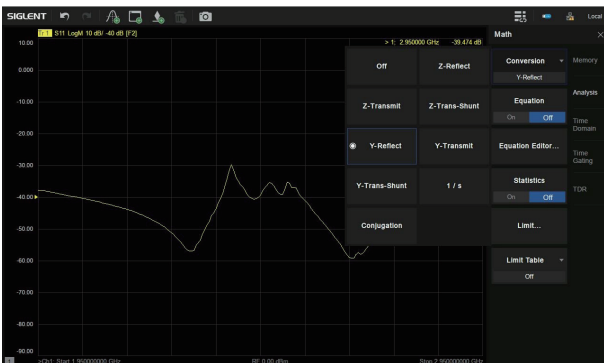 SIGLENT
Local
Tr 1 S11 LogM 10 dB/ -40 dB [F2]
> 1: 2.950000 GHz -39.474 dB
10.00
0.000
-10.00
-20.00
-30.00
-40.00
-50.00
-60.00
-70.00
-80.00
-90.00
Off Z-Reflect
Z-Transmit Z-Trans-Shunt
Y-Reflect Y-Transmit
Y-Trans-Shunt 1 / s
Conjugation
Math
Conversion
Y-Reflect
Equation
On Off
Equation Editor...
Statistics
On Off
Limit...
Limit Table
Off
Memory
Analysis
Time
Domain
Time
Gating
TDR
1 >Ch1: Start 1.950000000 GHz RF 0.00 dBm Stop 2.950000000 GHz